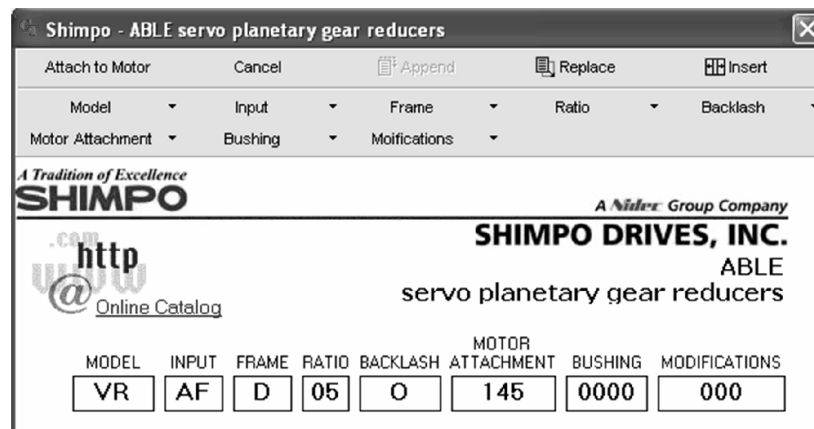 Shimpo - ABLE servo planetary gear reducers
Attach to Motor Cancel Append Replace Insert
Model Input Frame Ratio Backlash
Motor Attachment Bushing Moifications
A Tradition of Excellence
SHIMPO
A Nidec Group Company
SHIMPO DRIVES, INC.
ABLE
servo planetary gear reducers
.com
http
www
@ Online Catalog
MODEL INPUT FRAME RATIO BACKLASH MOTOR ATTACHMENT BUSHING MODIFICATIONS
VR AF D 05 O 145 0000 000